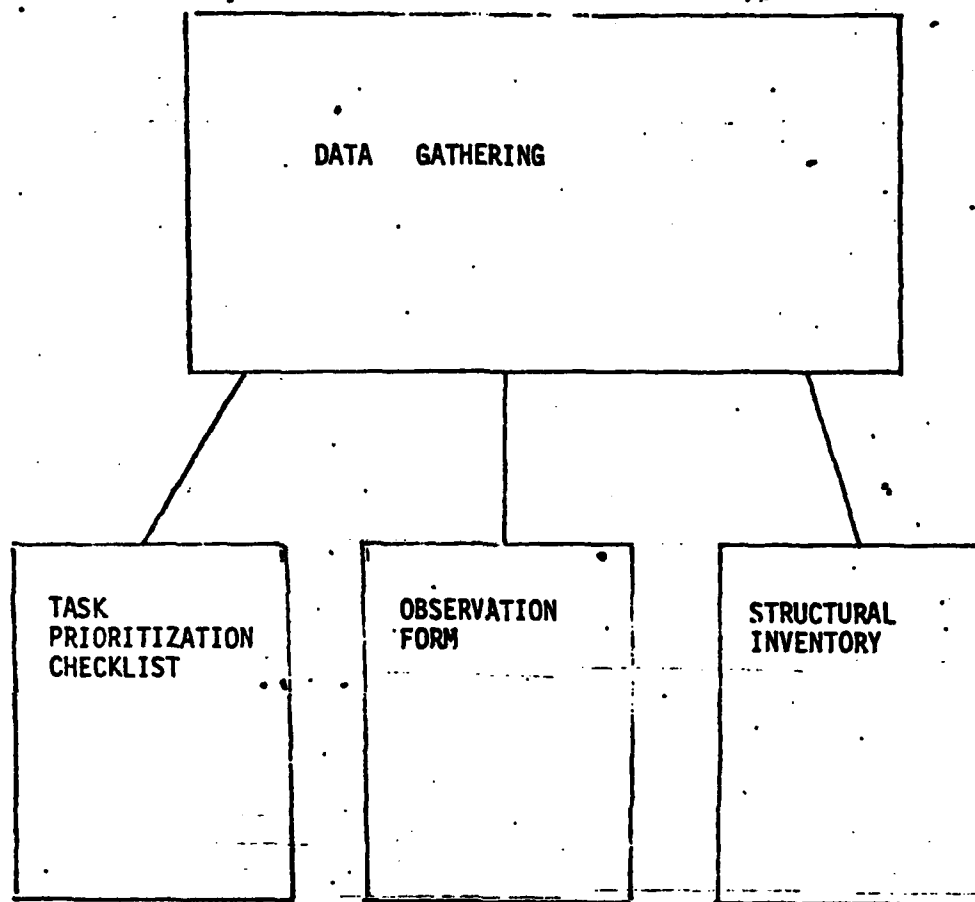 DATA GATHERING
TASK
PRIORITIZATION
CHECKLIST
OBSERVATION
FORM
STRUCTURAL
INVENTORY